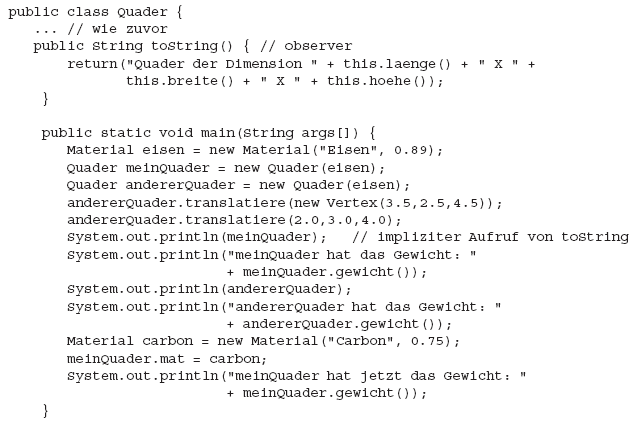 public class Quader {
... // wie zuvor
public String toString() { // observer
return("Quader der Dimension " + this.laenge() + " X " +
this.breite() + " X " + this.hoehe());
}
public static void main(String args[]) {
Material eisen = new Material("Eisen", 0.89);
Quader meinQuader = new Quader(eisen);
Quader andererQuader = new Quader(eisen);
andererQuader.translatiere(new Vertex(3.5,2.5,4.5));
andererQuader.translatiere(2.0,3.0,4.0);
System.out.println(meinQuader); // impliziter Aufruf von toString
System.out.println("meinQuader hat das Gewicht: "
+ meinQuader.gewicht());
System.out.println(andererQuader);
System.out.println("andererQuader hat das Gewicht: "
+ andererQuader.gewicht());
Material carbon = new Material("Carbon", 0.75);
meinQuader.mat = carbon;
System.out.println("meinQuader hat jetzt das Gewicht: "
+ meinQuader.gewicht());
}